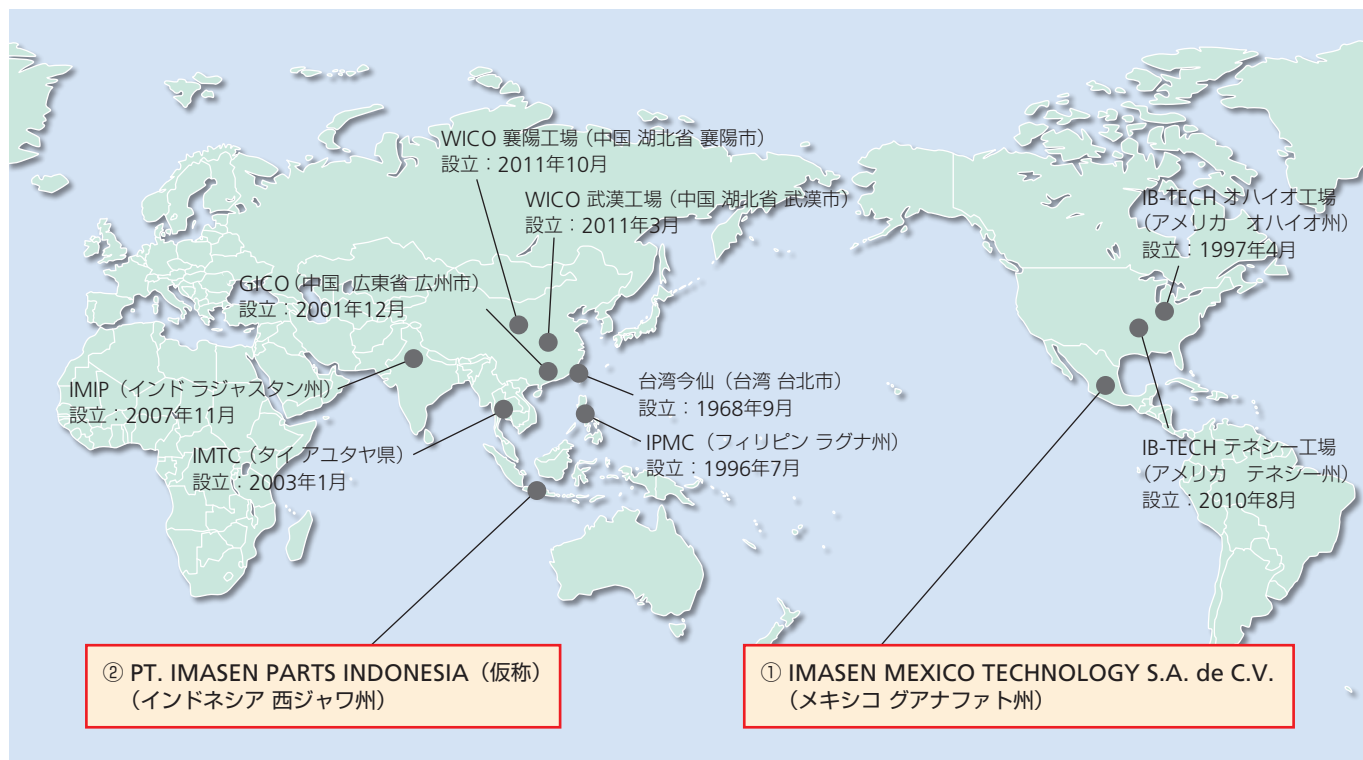 WICO 襄陽工場（中国 湖北省 襄陽市）
設立：2011年10月
WICO 武漢工場（中国 湖北省 武漢市）
設立：2011年3月
IB-TECH オハイオ工場
（アメリカ　オハイオ州）
設立：1997年4月
GICO（中国 広東省 広州市）
設立：2001年12月
IMIP（インド ラジャスタン州）
設立：2007年11月
台湾今仙（台湾 台北市）
設立：1968年9月
IMTC（タイ アユタヤ県）
設立：2003年1月
IPMC（フィリピン ラグナ州）
設立：1996年7月
IB-TECH テネシー工場
（アメリカ　テネシー州）
設立：2010年8月
② PT. IMASEN PARTS INDONESIA（仮称）
（インドネシア 西ジャワ州）
① IMASEN MEXICO TECHNOLOGY S.A. de C.V.
（メキシコ グアナファト州）